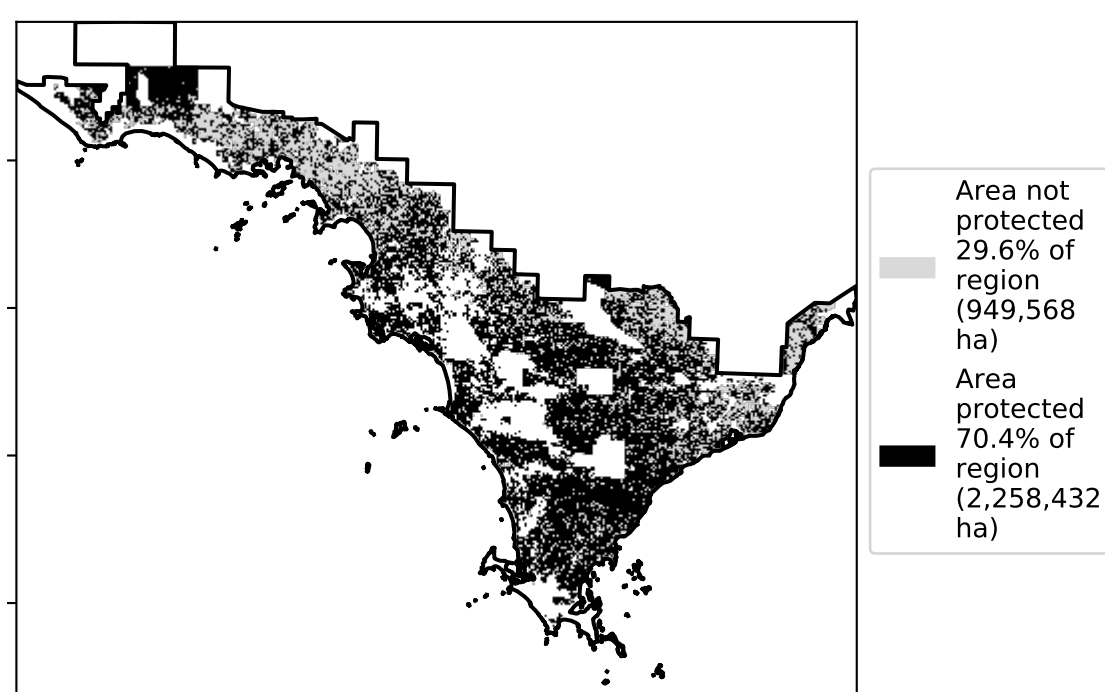 Area not
protected
29.6% of
region
(949,568
ha)
Area
protected
70.4% of
region
(2,258,432
ha)